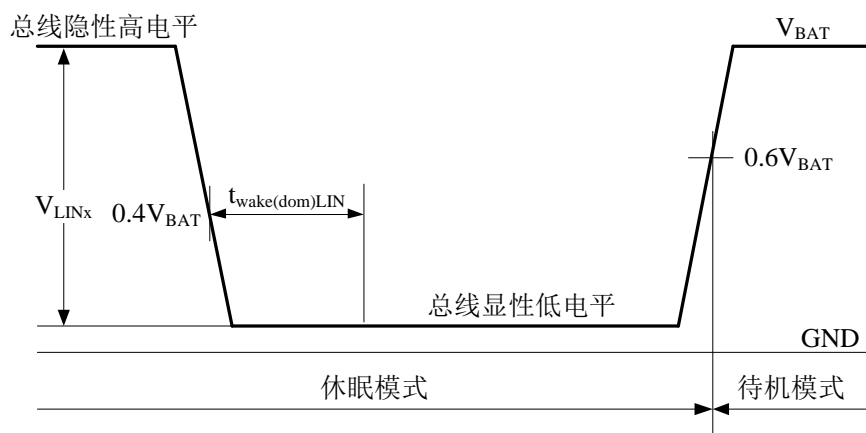 总线隐性高电平
V_BAT
0.6V_BAT
t_wake(dom)LIN
V_LINx
0.4V_BAT
总线显性低电平
GND
休眠模式
待机模式